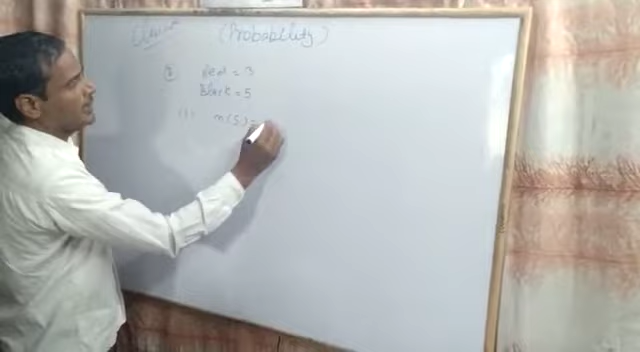 (Probability)
Red = 3
Black = 5
n(S) =